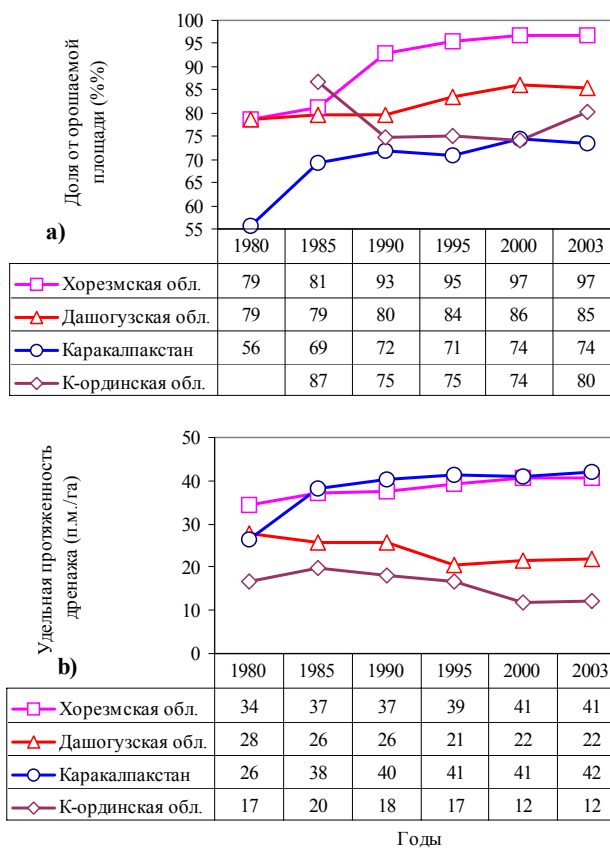 Доля от орошаемой
площади (%%)
100
95
90
85
80
75
70
65
60
55
а)
1980 1985 1990 1995 2000 2003
Хорезмская обл. 79 81 93 95 97 97
Дашогузская обл. 79 79 80 84 86 85
Каракалпакстан 56 69 72 71 74 74
К-ординская обл. 87 75 75 74 80
Удельная протяженность
дренажа (п.м./га)
50
40
30
20
10
0
b)
1980 1985 1990 1995 2000 2003
Хорезмская обл. 34 37 37 39 41 41
Дашогузская обл. 28 26 26 21 22 22
Каракалпакстан 26 38 40 41 41 42
К-ординская обл. 17 20 18 17 12 12
Годы